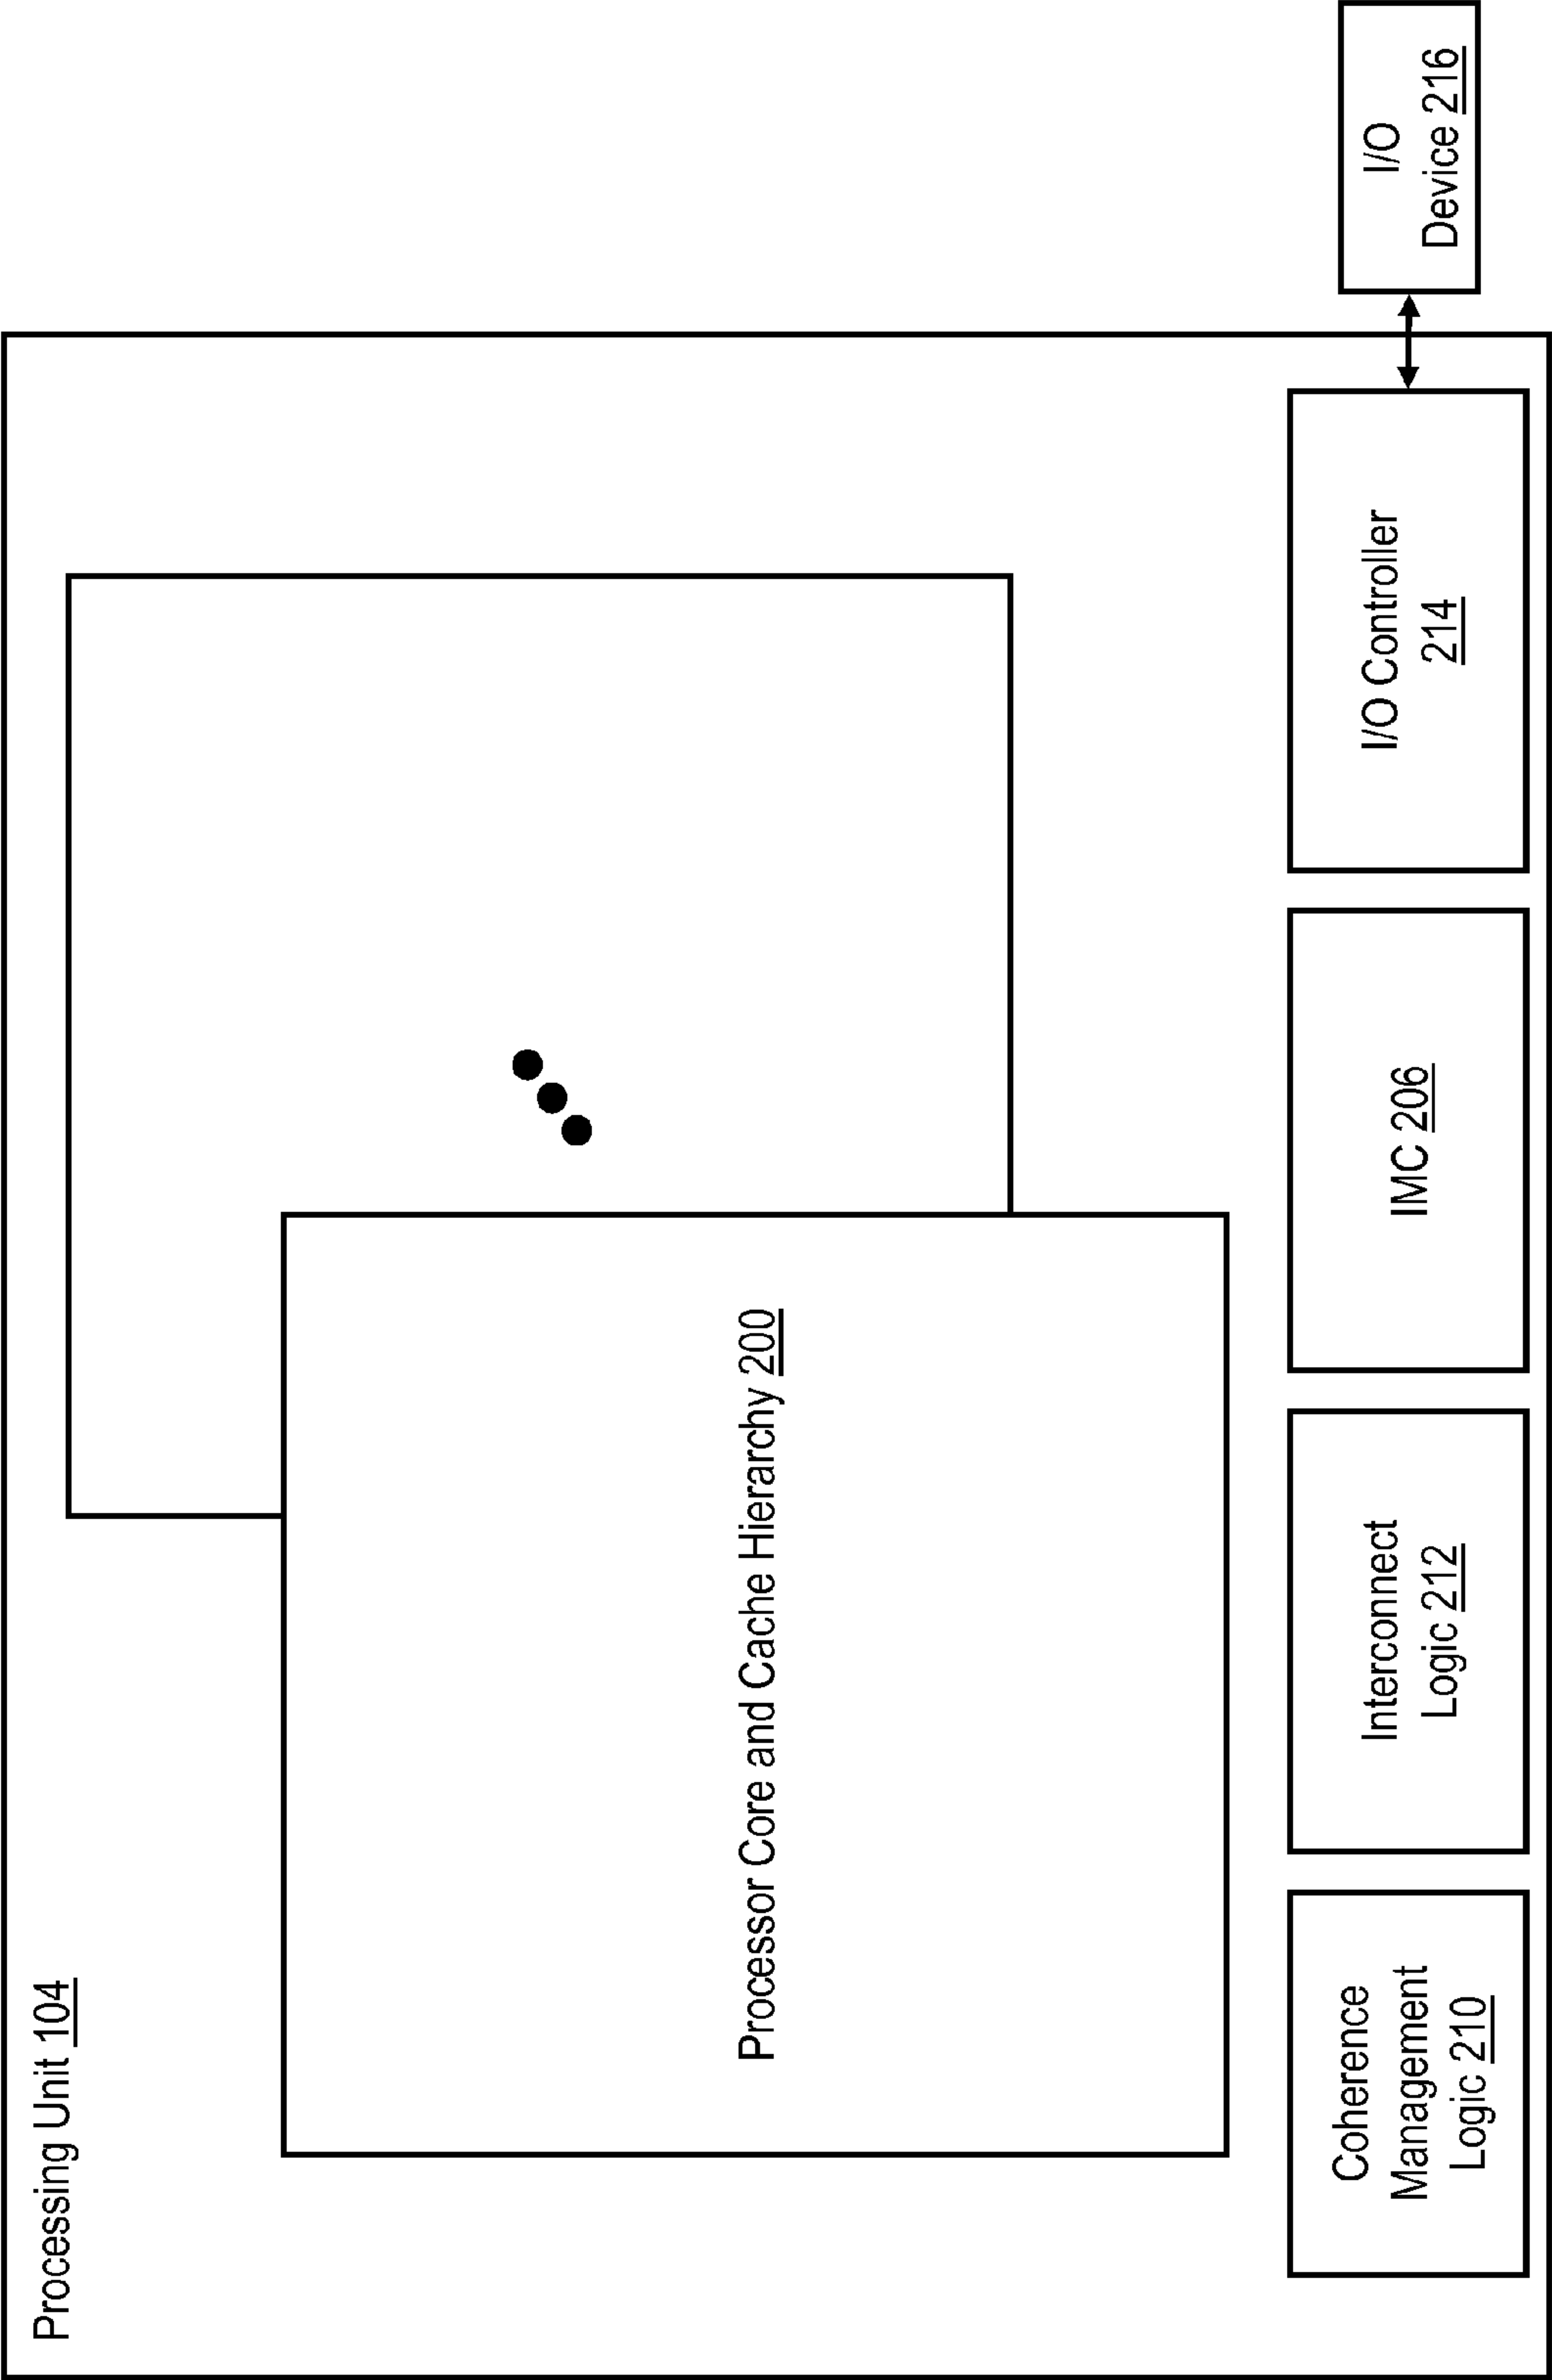 Processing Unit 104
Processor Core and Cache Hierarchy 200
Coherence
Management
Logic 210
Interconnect
Logic 212
IMC 206
I/O Controller
214
I/O
Device 216